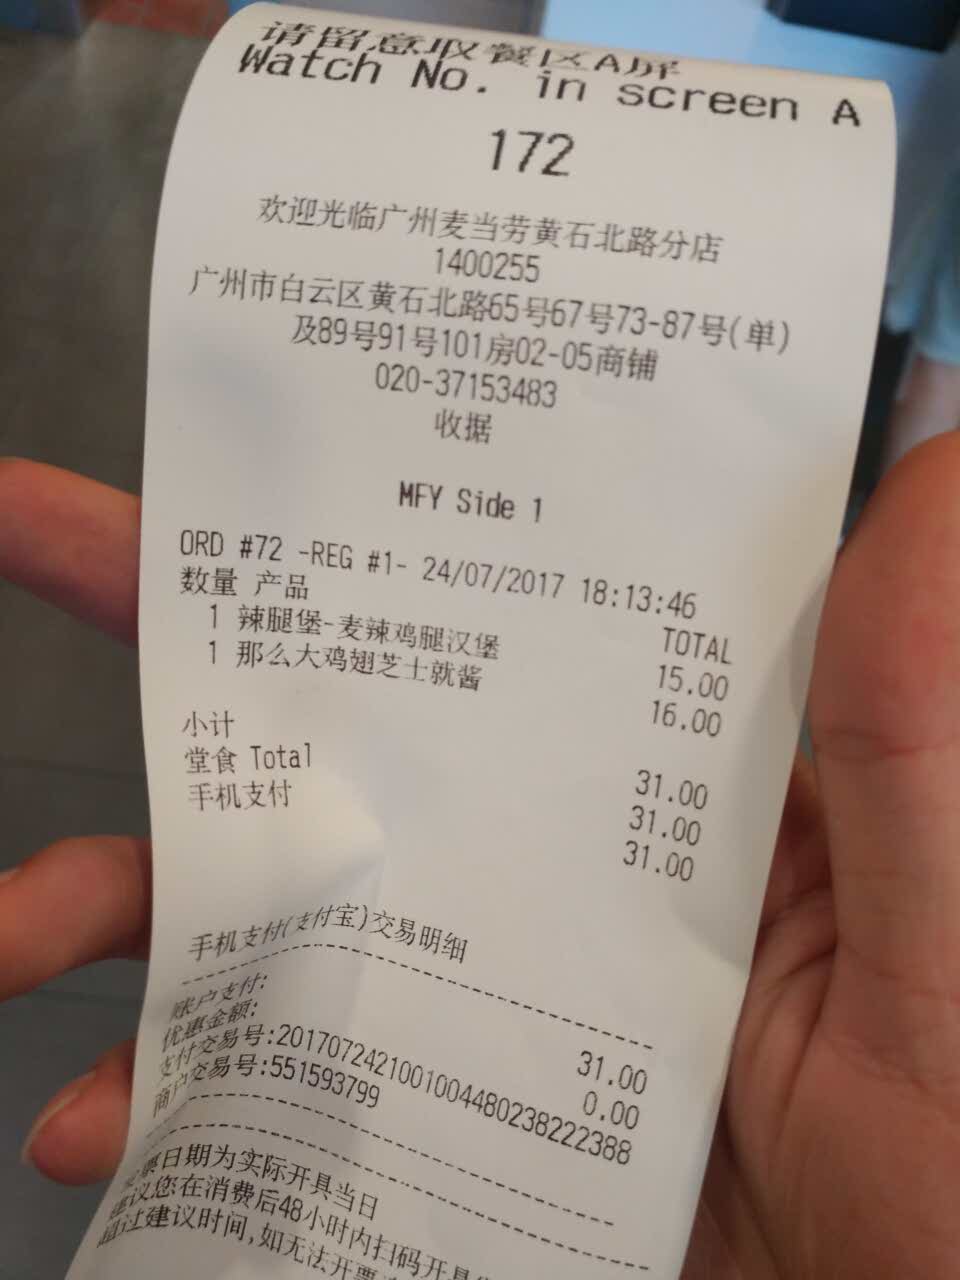 请留意取餐区A屏
Watch No. in screen A
172
欢迎光临广州麦当劳黄石北路分店
1400255
广州市白云区黄石北路65号67号73-87号(单)
及89号91号101房02-05商铺
020-37153483
收据
MFY Side 1
ORD #72 -REG #1- 24/07/2017 18:13:46
数量 产品 TOTAL
1 辣腿堡-麦辣鸡腿汉堡 15.00
1 那么大鸡翅芝士就酱 16.00
小计 31.00
堂食 Total 31.00
手机支付 31.00
手机支付(支付宝)交易明细
账户支付: 31.00
优惠金额: 0.00
支付交易号:2017072421001004480238222388
商户交易号:551593799
发票日期为实际开具当日
建议您在消费后48小时内扫码开具
超过建议时间,如无法开票